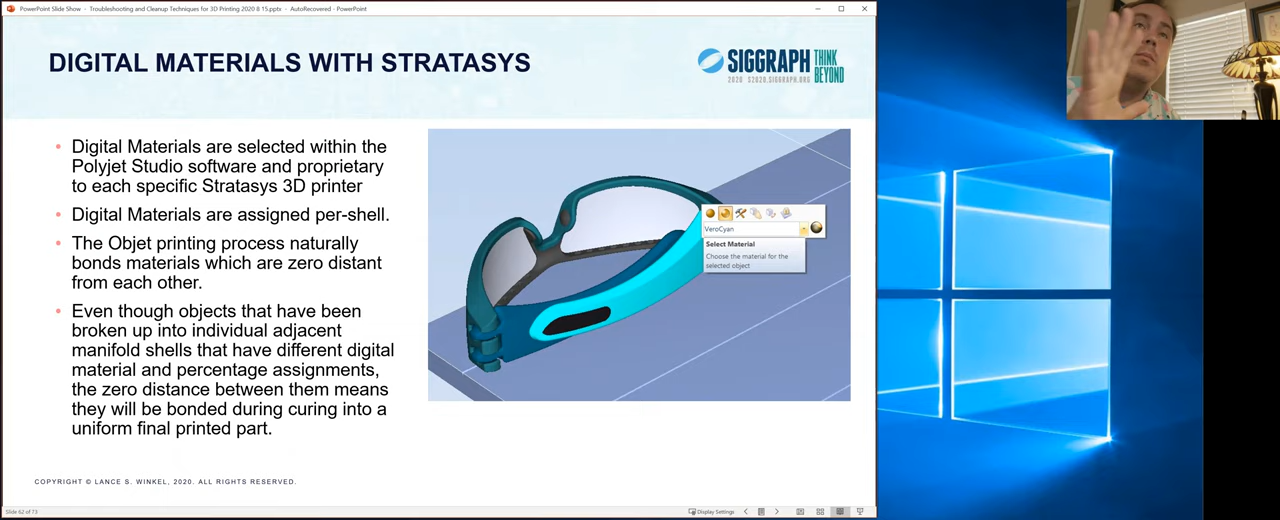 PowerPoint Slide Show - Troubleshooting and Cleanup Techniques for 3D Printing 2020 8 15.pptx - AutoRecovered - PowerPoint
DIGITAL MATERIALS WITH STRATASYS
SIGGRAPH
THINK
BEYOND
2020 S2020.SIGGRAPH.ORG
• Digital Materials are selected within the
Polyjet Studio software and proprietary
to each specific Stratasys 3D printer
• Digital Materials are assigned per-shell.
• The Objet printing process naturally
bonds materials which are zero distant
from each other.
• Even though objects that have been
broken up into individual adjacent
manifold shells that have different digital
material and percentage assignments,
the zero distance between them means
they will be bonded during curing into a
uniform final printed part.
VeroCyan
Select Material
Choose the material for the
selected object
COPYRIGHT © LANCE S. WINKEL, 2020. ALL RIGHTS RESERVED.
Slide 62 of 73
Display Settings